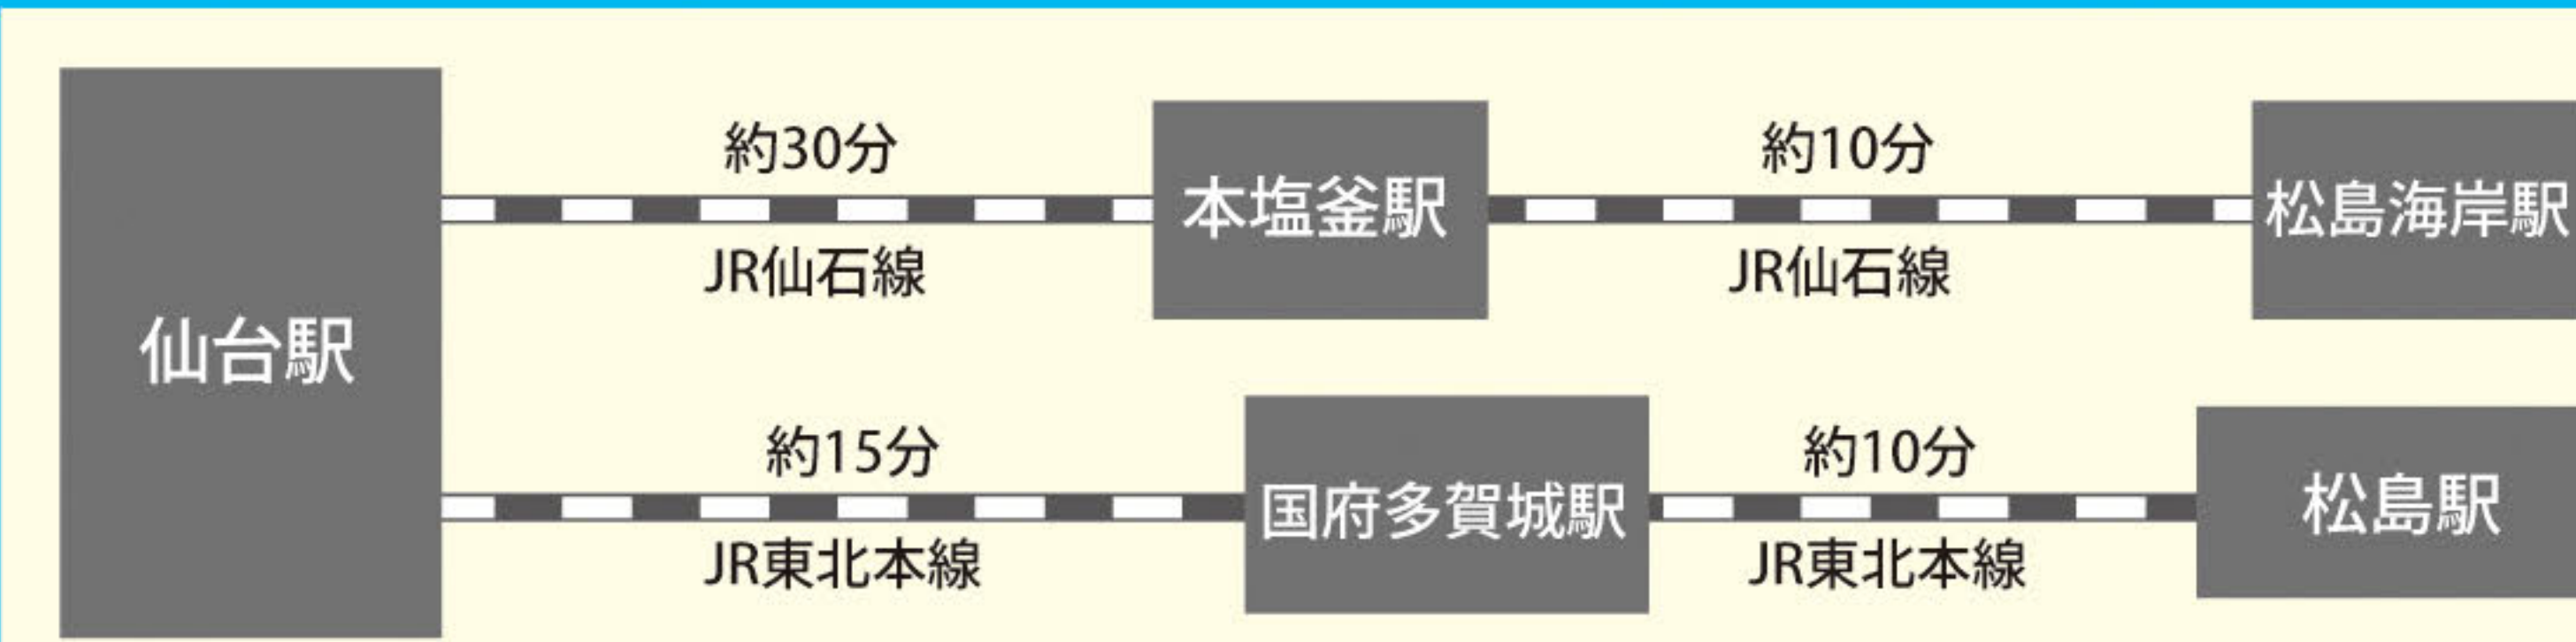 仙台駅
約30分
JR仙石線
本塩釜駅
約10分
JR仙石線
松島海岸駅
約15分
JR東北本線
国府多賀城駅
約10分
JR東北本線
松島駅